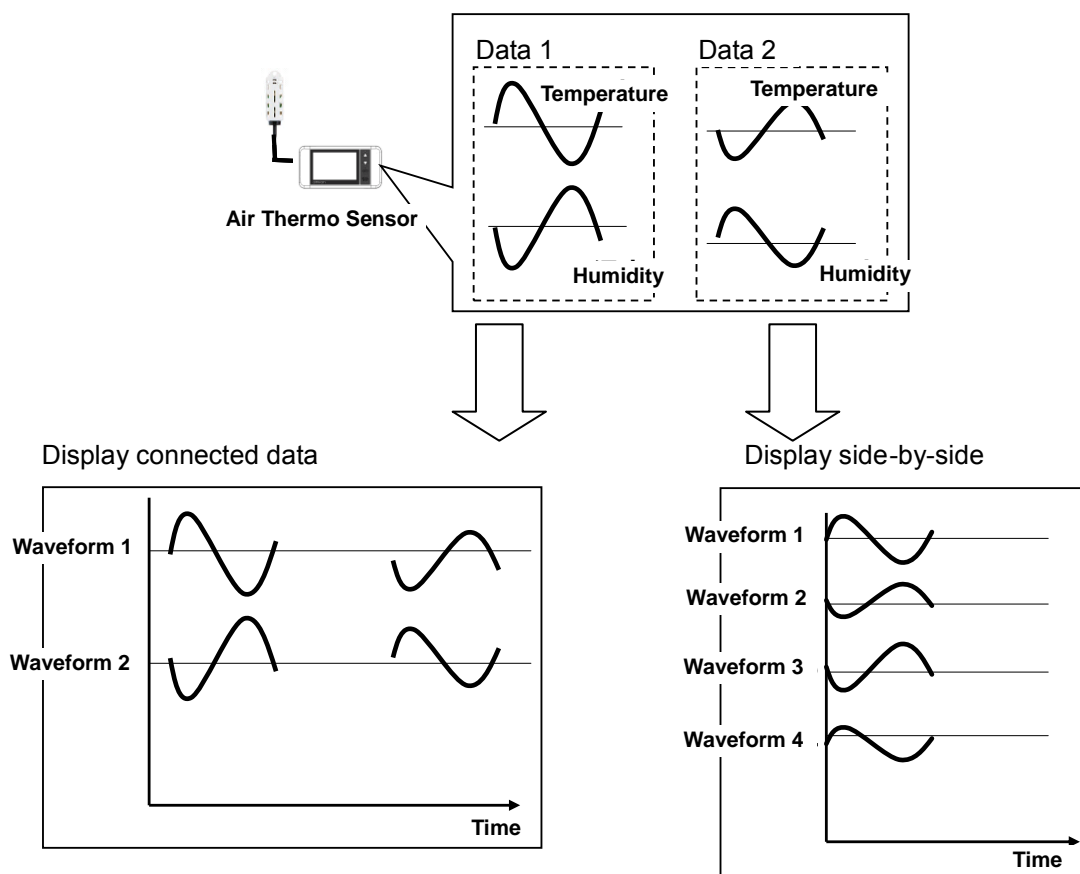 Data 1
Data 2
Temperature
Temperature
Air Thermo Sensor
Humidity
Humidity
Display connected data
Display side-by-side
Waveform 1
Waveform 2
Time
Waveform 1
Waveform 2
Waveform 3
Waveform 4
Time